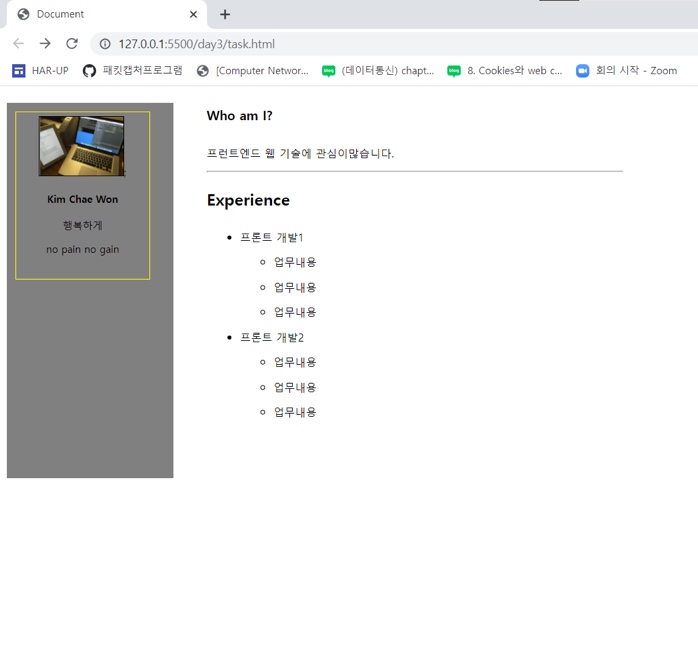 Document
127.0.0.1:5500/day3/task.html
HAR-UP
패킷캡처프로그램
[Computer Networ...
(데이터통신) chapt...
8. Cookies와 web c...
회의 시작 - Zoom
Who am I?
프런트엔드 웹 기술에 관심이많습니다.
Kim Chae Won
행복하게
no pain no gain
Experience
프론트 개발1
업무내용
업무내용
업무내용
프론트 개발2
업무내용
업무내용
업무내용